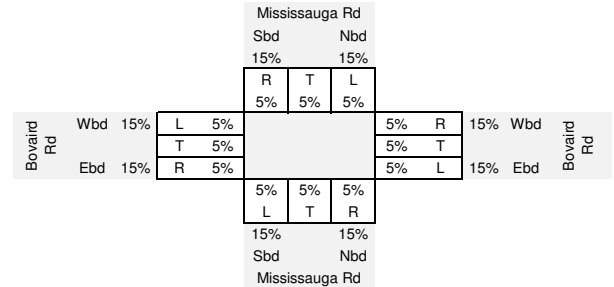 Mississauga Rd
Sbd Nbd
15% 15%
R T L
5% 5% 5%
Bovaird Rd
Wbd 15% L 5%
T 5%
Ebd 15% R 5%
5% R 15% Wbd
5% T
5% L 15% Ebd
Bovaird Rd
5% 5% 5%
L T R
15% 15%
Sbd Nbd
Mississauga Rd